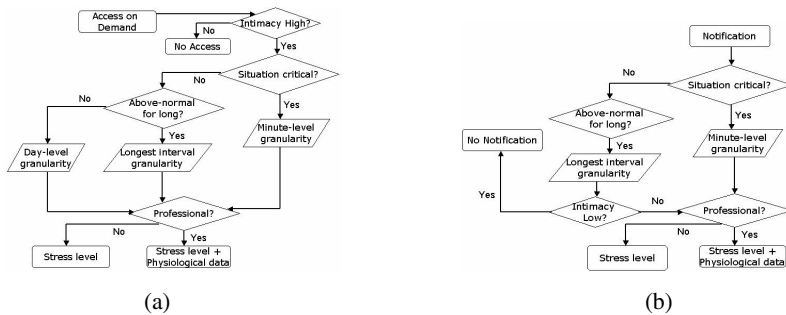 Access on
Demand
Intimacy High?
No
No Access
Yes
Situation critical?
No
Yes
Above-normal
for long?
No
Yes
Minute-level
granularity
Day-level
granularity
Longest interval
granularity
Professional?
No
Yes
Stress level
Stress level +
Physiological data
(a)
Notification
Situation critical?
No
Yes
Above-normal
for long?
No Notification
Yes
Minute-level
granularity
Longest interval
granularity
Yes
Intimacy
Low?
No
Professional?
No
Yes
Stress level
Stress level +
Physiological data
(b)